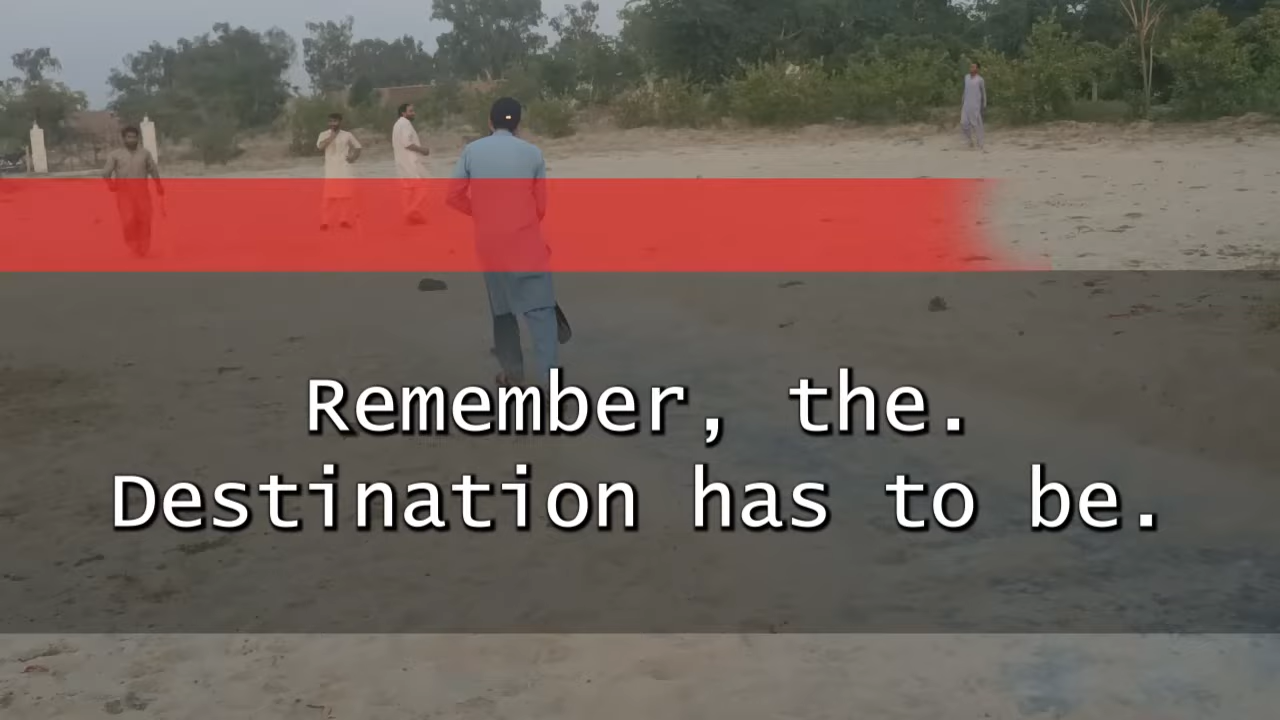 Remember, the.
Destination has to be.